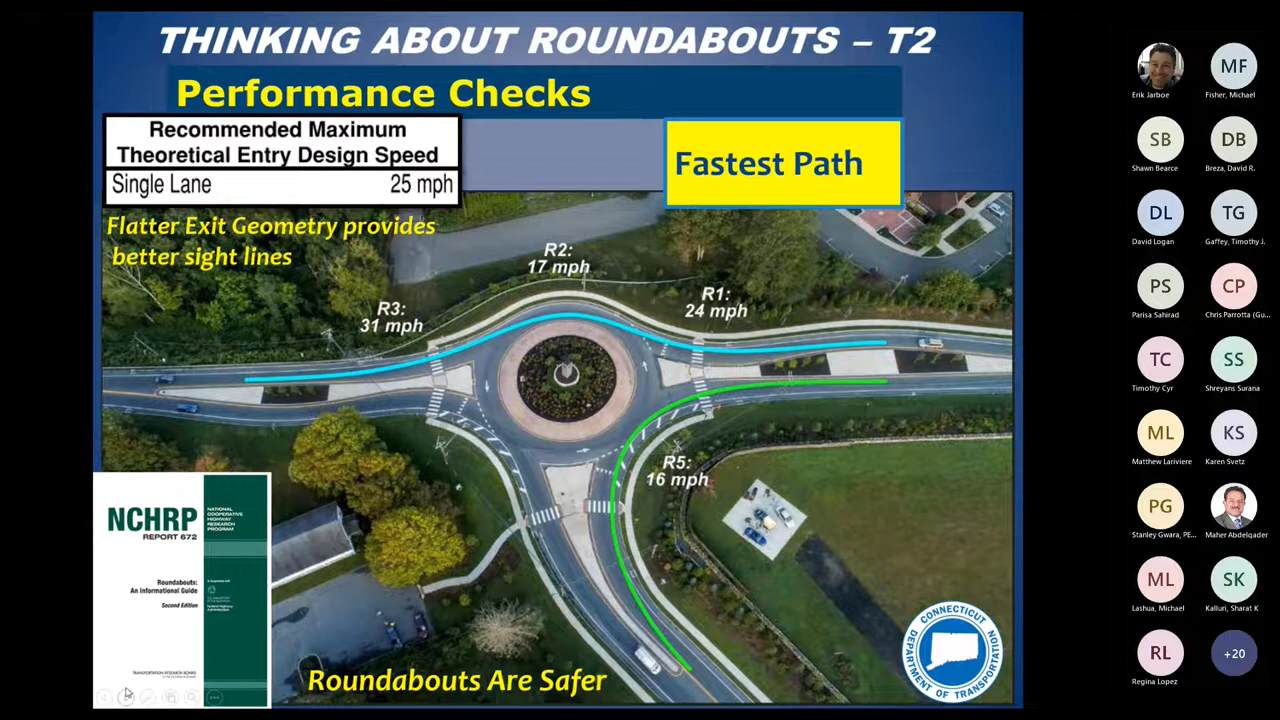 THINKING ABOUT ROUNDABOUTS – T2
Performance Checks
Recommended Maximum
Theoretical Entry Design Speed
Single Lane 25 mph
Fastest Path
Flatter Exit Geometry provides
better sight lines
R2:
17 mph
R1:
24 mph
R3:
31 mph
R5:
16 mph
NCHRP
REPORT 672
NATIONAL
COOPERATIVE
HIGHWAY
RESEARCH
PROGRAM
Roundabouts:
An Informational Guide
Second Edition
TRANSPORTATION RESEARCH BOARD
Roundabouts Are Safer
CONNECTICUT
DEPARTMENT OF TRANSPORTATION
Erik Jarboe
MF
Fisher, Michael
SB
Shawn Bearce
DB
Breza, David R.
DL
David Logan
TG
Gaffey, Timothy J.
PS
Parisa Sahirad
CP
Chris Parrotta (Gu...
TC
Timothy Cyr
SS
Shreyans Surana
ML
Matthew Lariviere
KS
Karen Svetz
PG
Stanley Gwara, PE...
Maher Abdelqader
ML
Lashua, Michael
SK
Kalluri, Sharat K
RL
Regina Lopez
+20